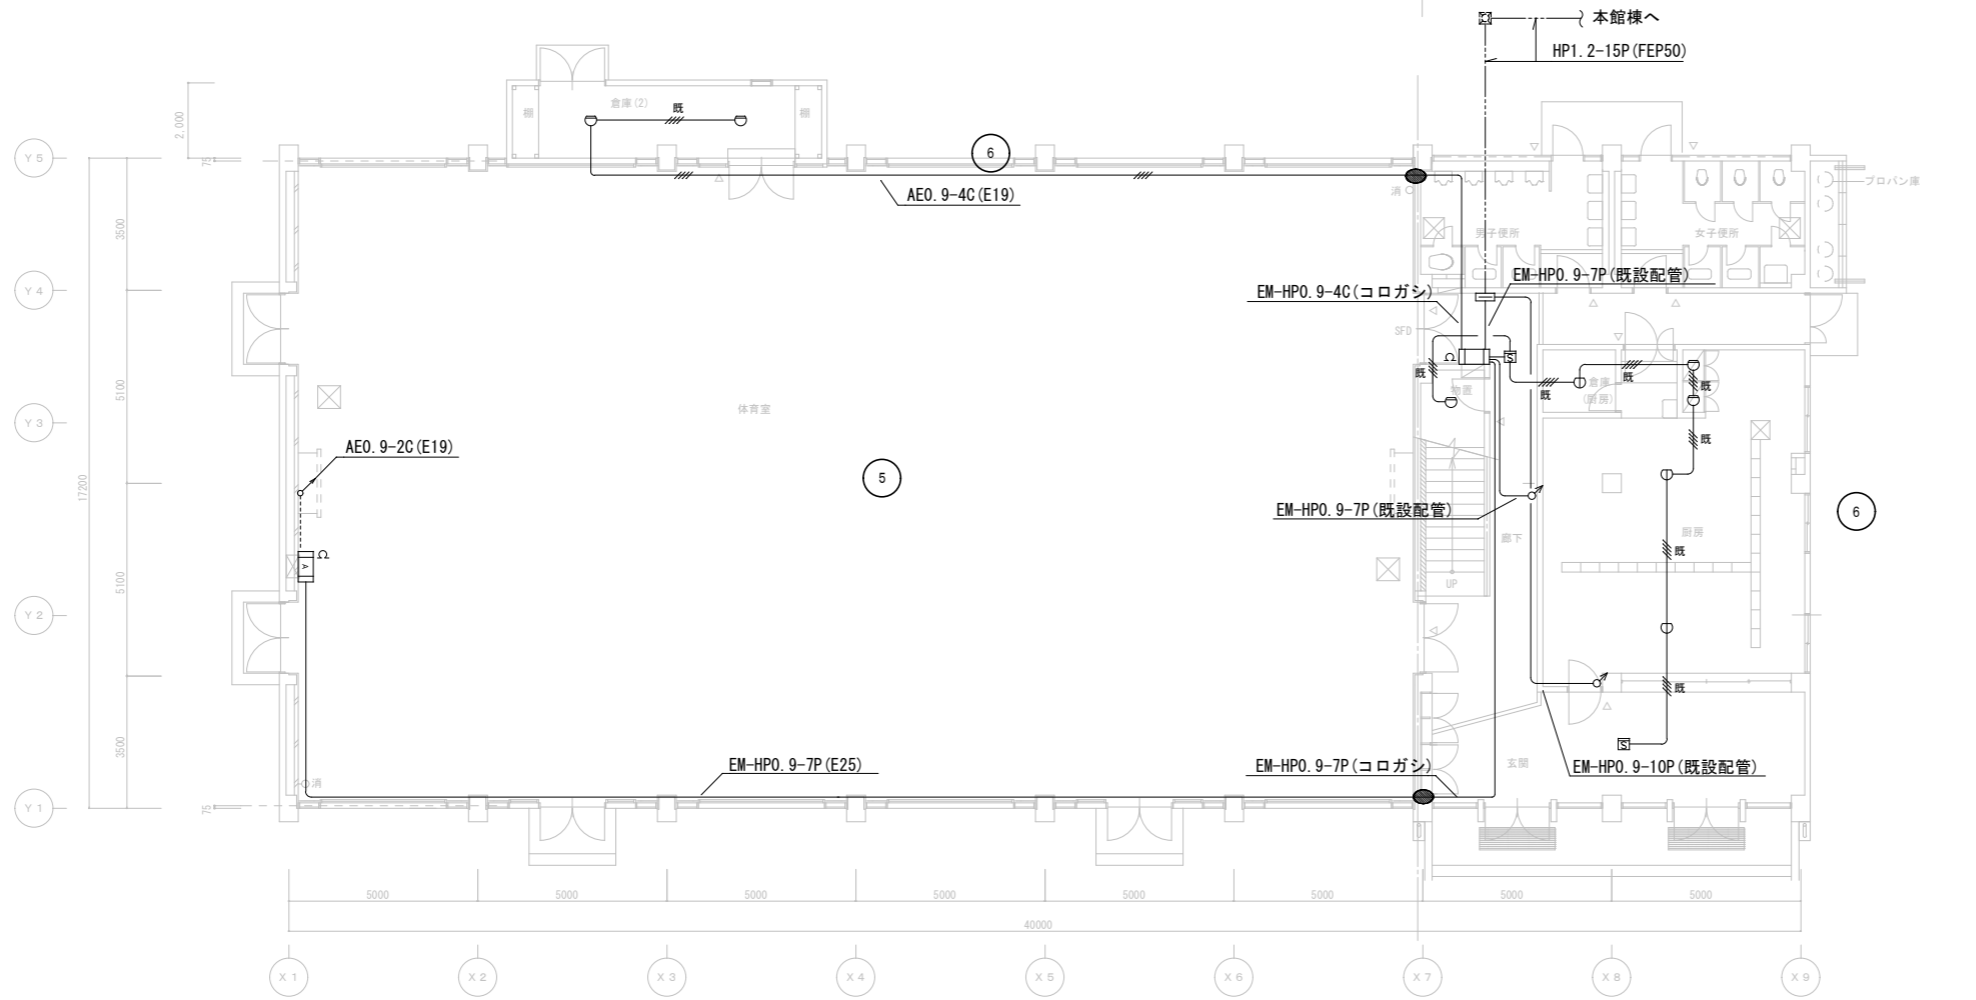 本館棟へ
HP1.2-15P(FEP50)
倉庫(2)
棚
棚
既
2,000
Y5
75
6
AE0.9-4C(E19)
消
男子便所
女子便所
プロパン庫
3500
Y4
EM-HP0.9-4C(コロガシ)
EM-HP0.9-7P(既設配管)
SFD
Ω
S
既
物置
既
倉庫
(厨房)
既
既
5100
体育室
Y3
既
AE0.9-2C(E19)
17200
5
EM-HP0.9-7P(既設配管)
廊下
厨房
6
既
A
Ω
5100
UP
Y2
既
S
3500
消
EM-HP0.9-7P(E25)
EM-HP0.9-7P(コロガシ)
玄関
EM-HP0.9-10P(既設配管)
Y1
75
5000
5000
5000
5000
5000
5000
5000
5000
40000
X1
X2
X3
X4
X5
X6
X7
X8
X9